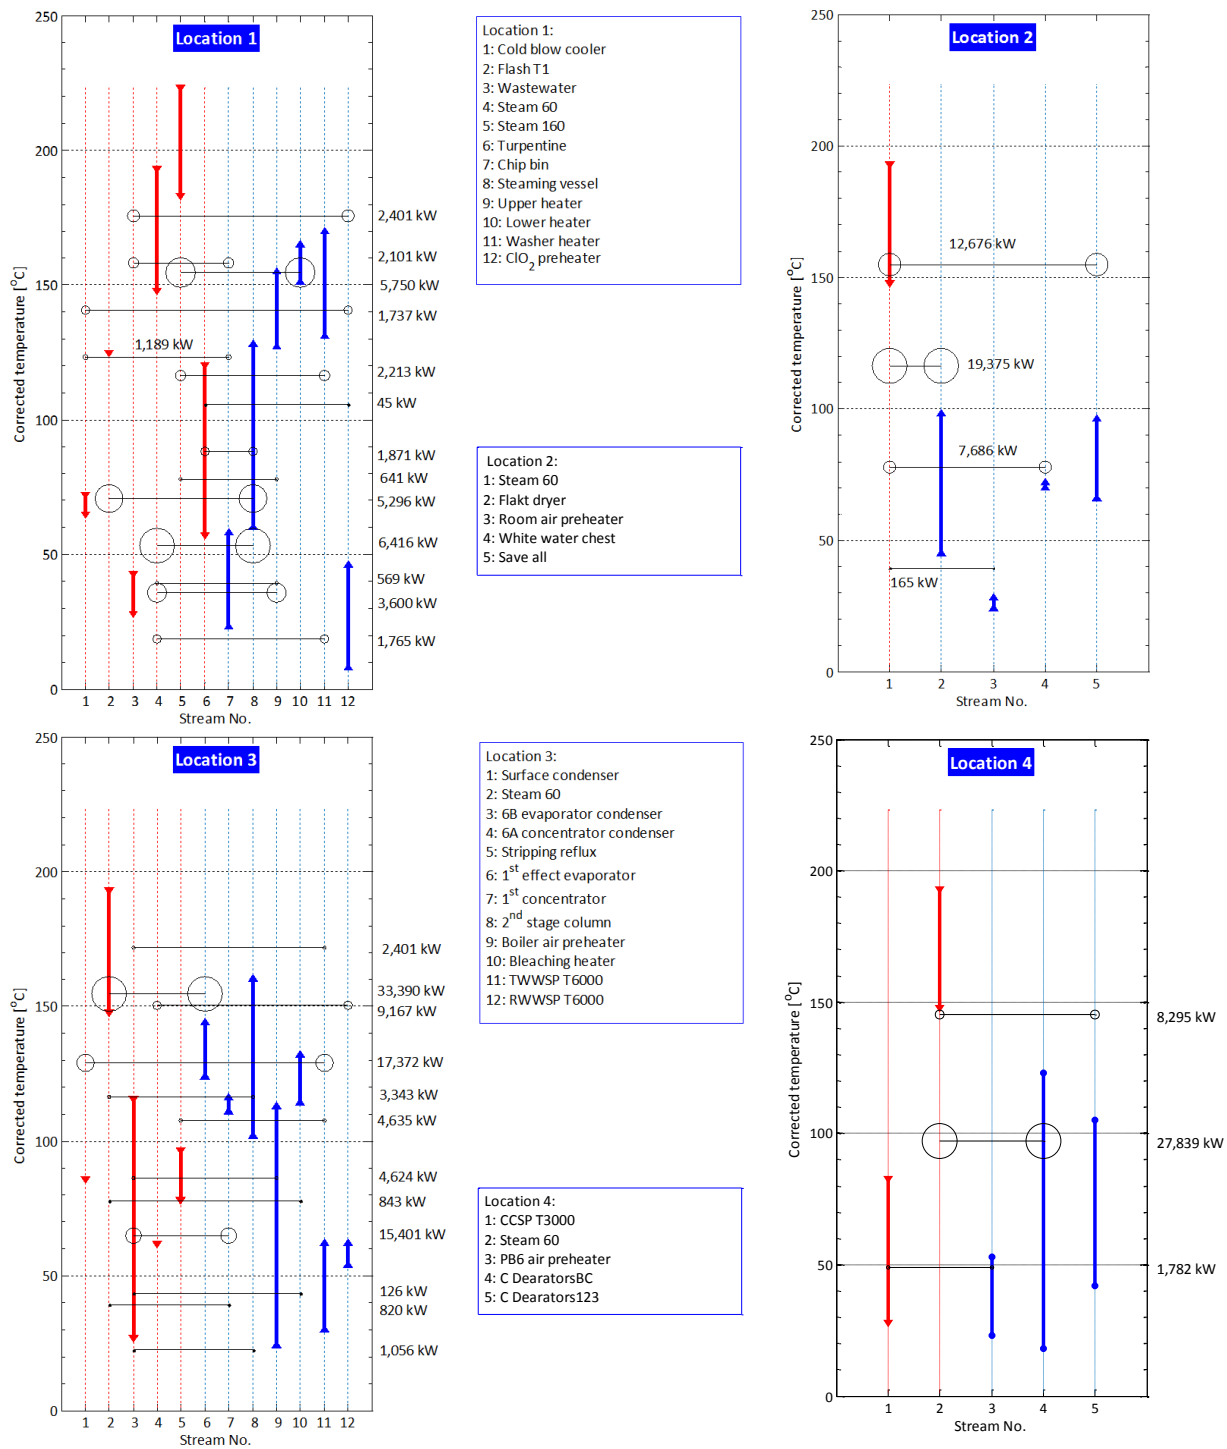 Location 1
250
200
150
100
50
0
Corrected temperature [°C]
2,401 kW
2,101 kW
5,750 kW
1,737 kW
1,189 kW
2,213 kW
45 kW
1,871 kW
641 kW
5,296 kW
6,416 kW
569 kW
3,600 kW
1,765 kW
1 2 3 4 5 6 7 8 9 10 11 12
Stream No.
Location 1:
1: Cold blow cooler
2: Flash T1
3: Wastewater
4: Steam 60
5: Steam 160
6: Turpentine
7: Chip bin
8: Steaming vessel
9: Upper heater
10: Lower heater
11: Washer heater
12: ClO2 preheater
Location 2:
1: Steam 60
2: Flakt dryer
3: Room air preheater
4: White water chest
5: Save all
Location 2
250
200
150
100
50
0
Corrected temperature [°C]
12,676 kW
19,375 kW
7,686 kW
165 kW
1 2 3 4 5
Stream No.
Location 3
250
200
150
100
50
0
Corrected temperature [°C]
2,401 kW
33,390 kW
9,167 kW
17,372 kW
3,343 kW
4,635 kW
4,624 kW
843 kW
15,401 kW
126 kW
820 kW
1,056 kW
1 2 3 4 5 6 7 8 9 10 11 12
Stream No.
Location 3:
1: Surface condenser
2: Steam 60
3: 6B evaporator condenser
4: 6A concentrator condenser
5: Stripping reflux
6: 1st effect evaporator
7: 1st concentrator
8: 2nd stage column
9: Boiler air preheater
10: Bleaching heater
11: TWWSP T6000
12: RWWSP T6000
Location 4:
1: CCSP T3000
2: Steam 60
3: PB6 air preheater
4: C DearatorsBC
5: C Dearators123
Location 4
250
200
150
100
50
0
Corrected temperature [°C]
8,295 kW
27,839 kW
1,782 kW
1 2 3 4 5
Stream No.